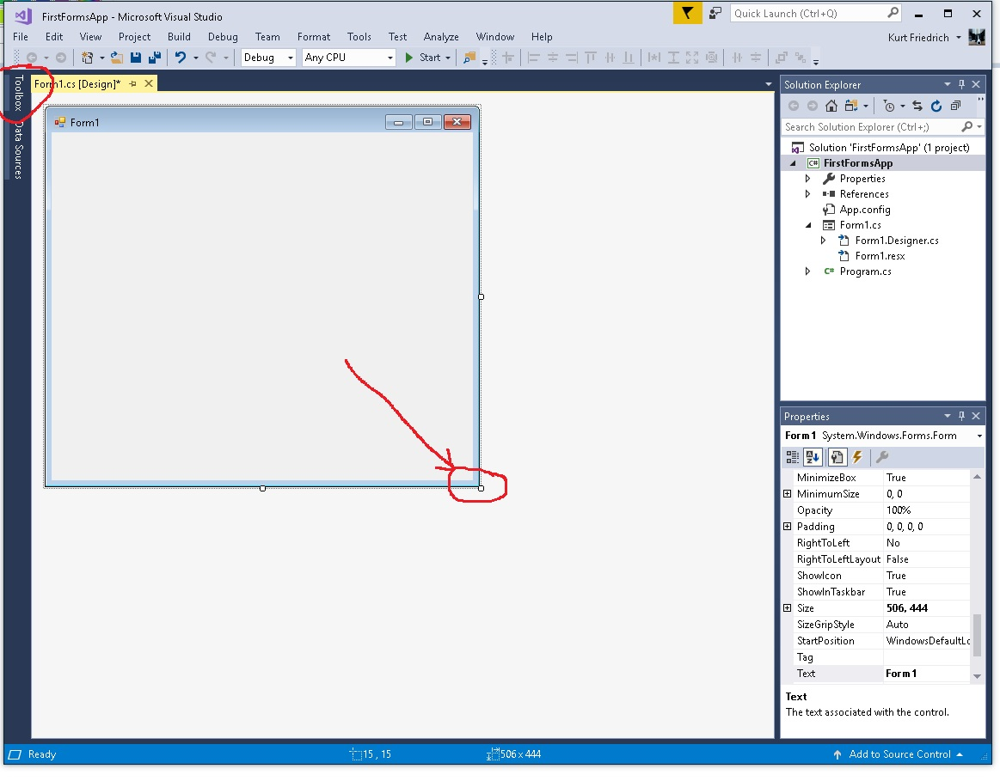 FirstFormsApp - Microsoft Visual Studio
Quick Launch (Ctrl+Q)
File Edit View Project Build Debug Team Format Tools Test Analyze Window Help
Kurt Friedrich
Debug Any CPU Start
Toolbox
Data Sources
Form1.cs [Design]*
Form1
Solution Explorer
Search Solution Explorer (Ctrl+;)
Solution 'FirstFormsApp' (1 project)
C# FirstFormsApp
Properties
References
App.config
Form1.cs
Form1.Designer.cs
Form1.resx
C# Program.cs
Properties
Form1 System.Windows.Forms.Form
MinimizeBox True
MinimumSize 0, 0
Opacity 100%
Padding 0, 0, 0, 0
RightToLeft No
RightToLeftLayout False
ShowIcon True
ShowInTaskbar True
Size 506, 444
SizeGripStyle Auto
StartPosition WindowsDefaultLo
Tag
Text Form1
Text
The text associated with the control.
Ready 15 , 15 506 x 444 Add to Source Control